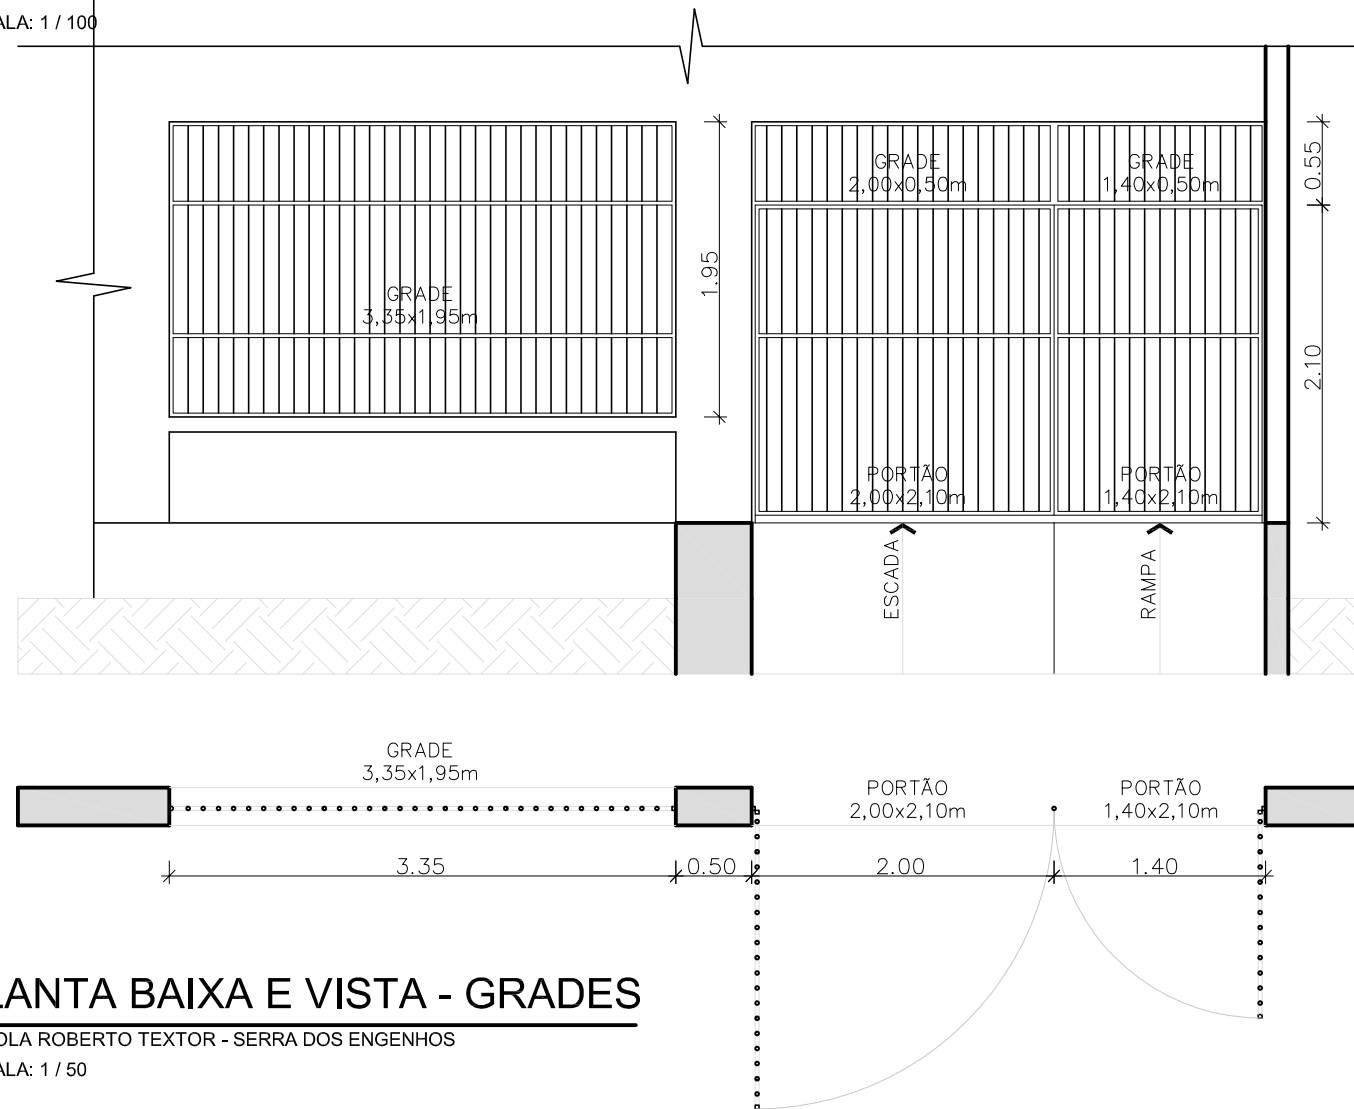 ALA: 1 / 100
GRADE
2,00x0,50m
GRADE
1,40x0,50m
0.55
1.95
GRADE
3,35x1,95m
2.10
PORTÃO
2,00x2,10m
PORTÃO
1,40x2,10m
ESCADA
RAMPA
GRADE
3,35x1,95m
PORTÃO
2,00x2,10m
PORTÃO
1,40x2,10m
3.35
0.50
2.00
1.40
LANTA BAIXA E VISTA - GRADES
OLA ROBERTO TEXTOR - SERRA DOS ENGENHOS
ALA: 1 / 50